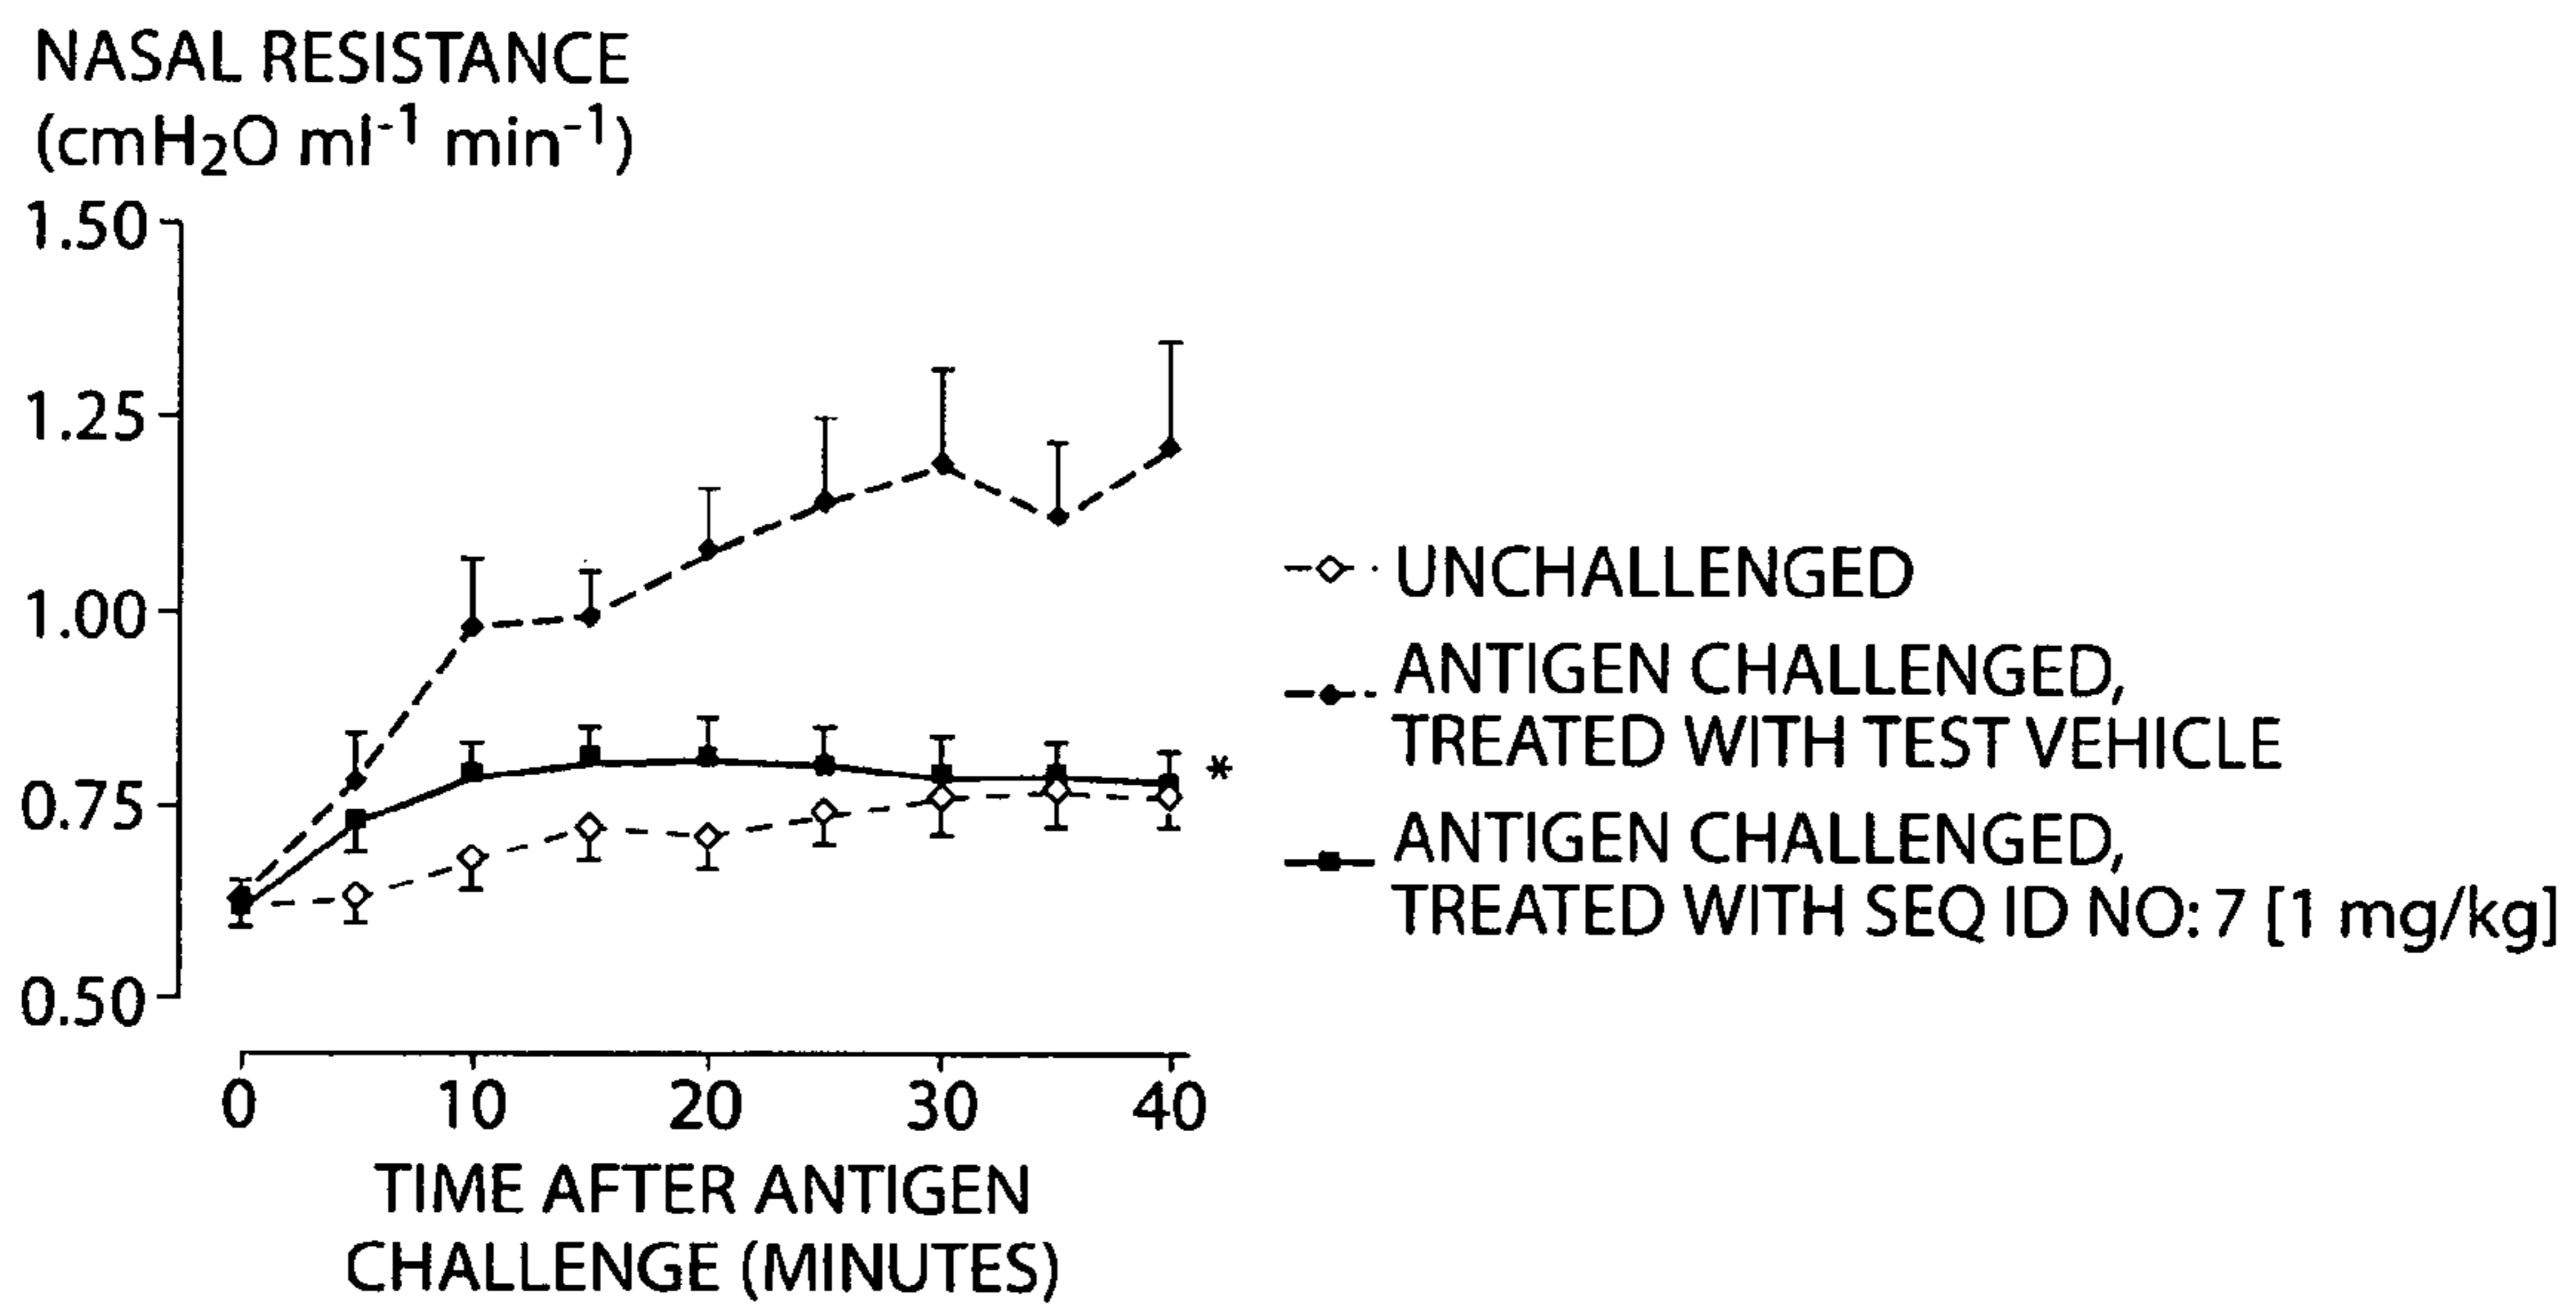 NASAL RESISTANCE
(cmH₂O ml⁻¹ min⁻¹)
1.50
1.25
1.00
0.75
0.50
0 10 20 30 40
TIME AFTER ANTIGEN
CHALLENGE (MINUTES)
*
UNCHALLENGED
ANTIGEN CHALLENGED,
TREATED WITH TEST VEHICLE
ANTIGEN CHALLENGED,
TREATED WITH SEQ ID NO: 7 [1 mg/kg]